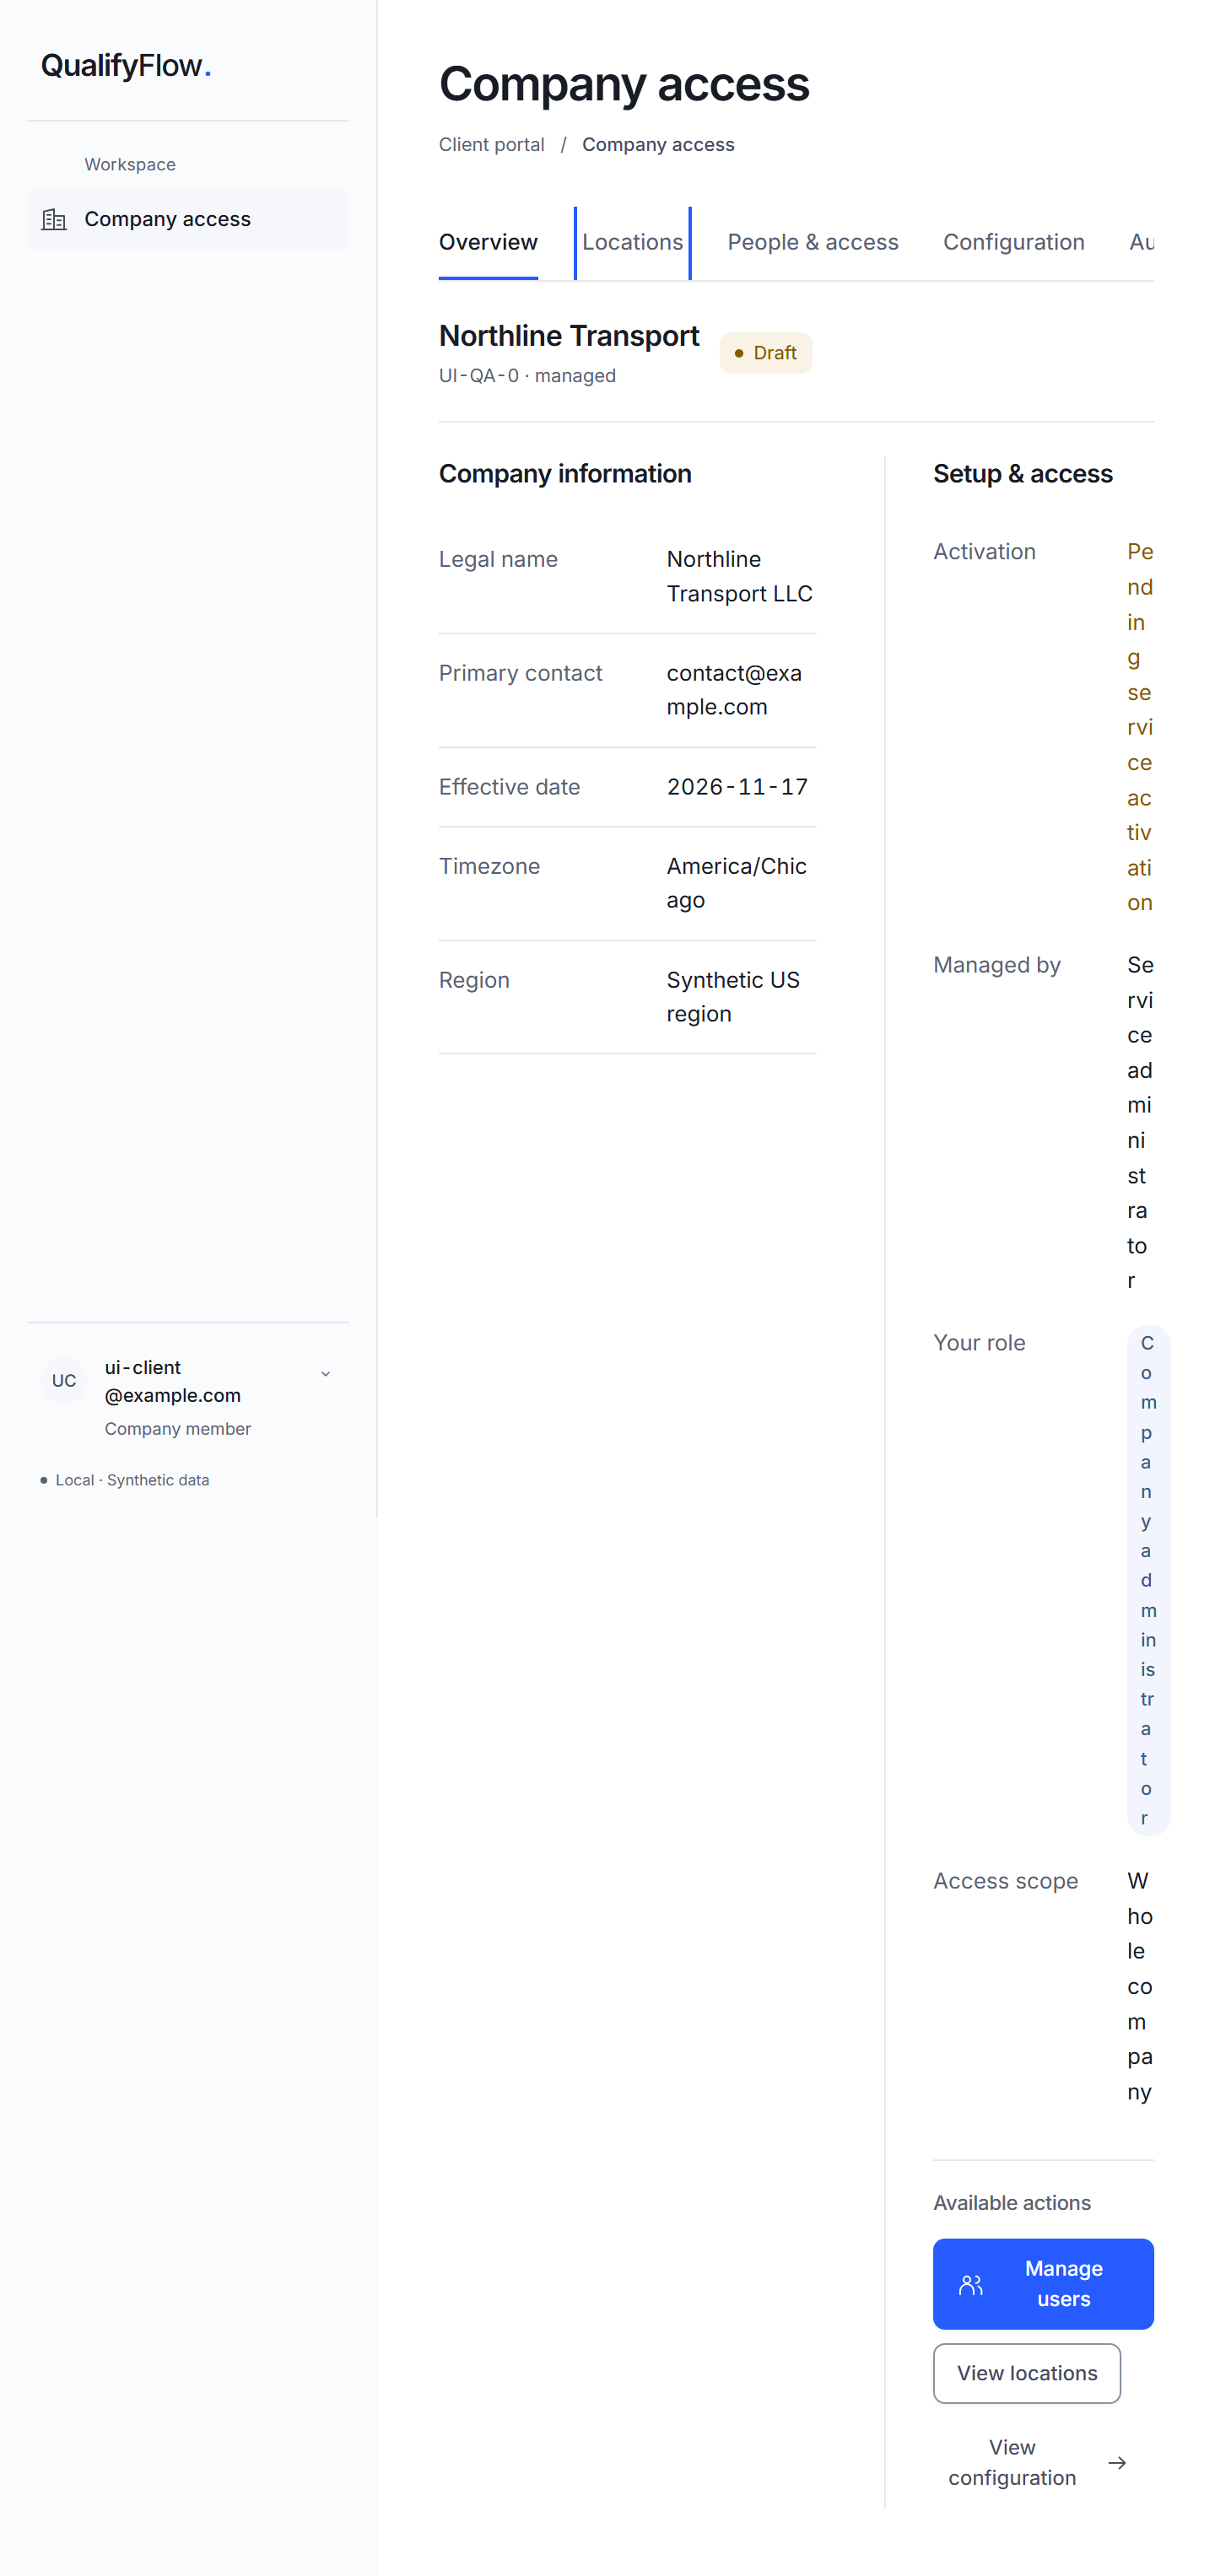 QualifyFlow.
Workspace
Company access
Company access
Client portal / Company access
Overview Locations People & access Configuration Au
Northline Transport
UI-QA-0 · managed
Draft
Company information
Legal name
Northline
Transport LLC
Primary contact
contact@exa
mple.com
Effective date
2026-11-17
Timezone
America/Chic
ago
Region
Synthetic US
region
Setup & access
Activation
Pe
nd
in
g
se
rvi
ce
ac
tiv
ati
on
Managed by
Se
rvi
ce
ad
mi
ni
st
ra
to
r
Your role
C
o
m
p
a
n
y
a
d
m
in
is
tr
a
t
o
r
Access scope
W
ho
le
co
m
pa
ny
Available actions
Manage
users
View locations
View
configuration
UC
ui-client
@example.com
Company member
Local · Synthetic data